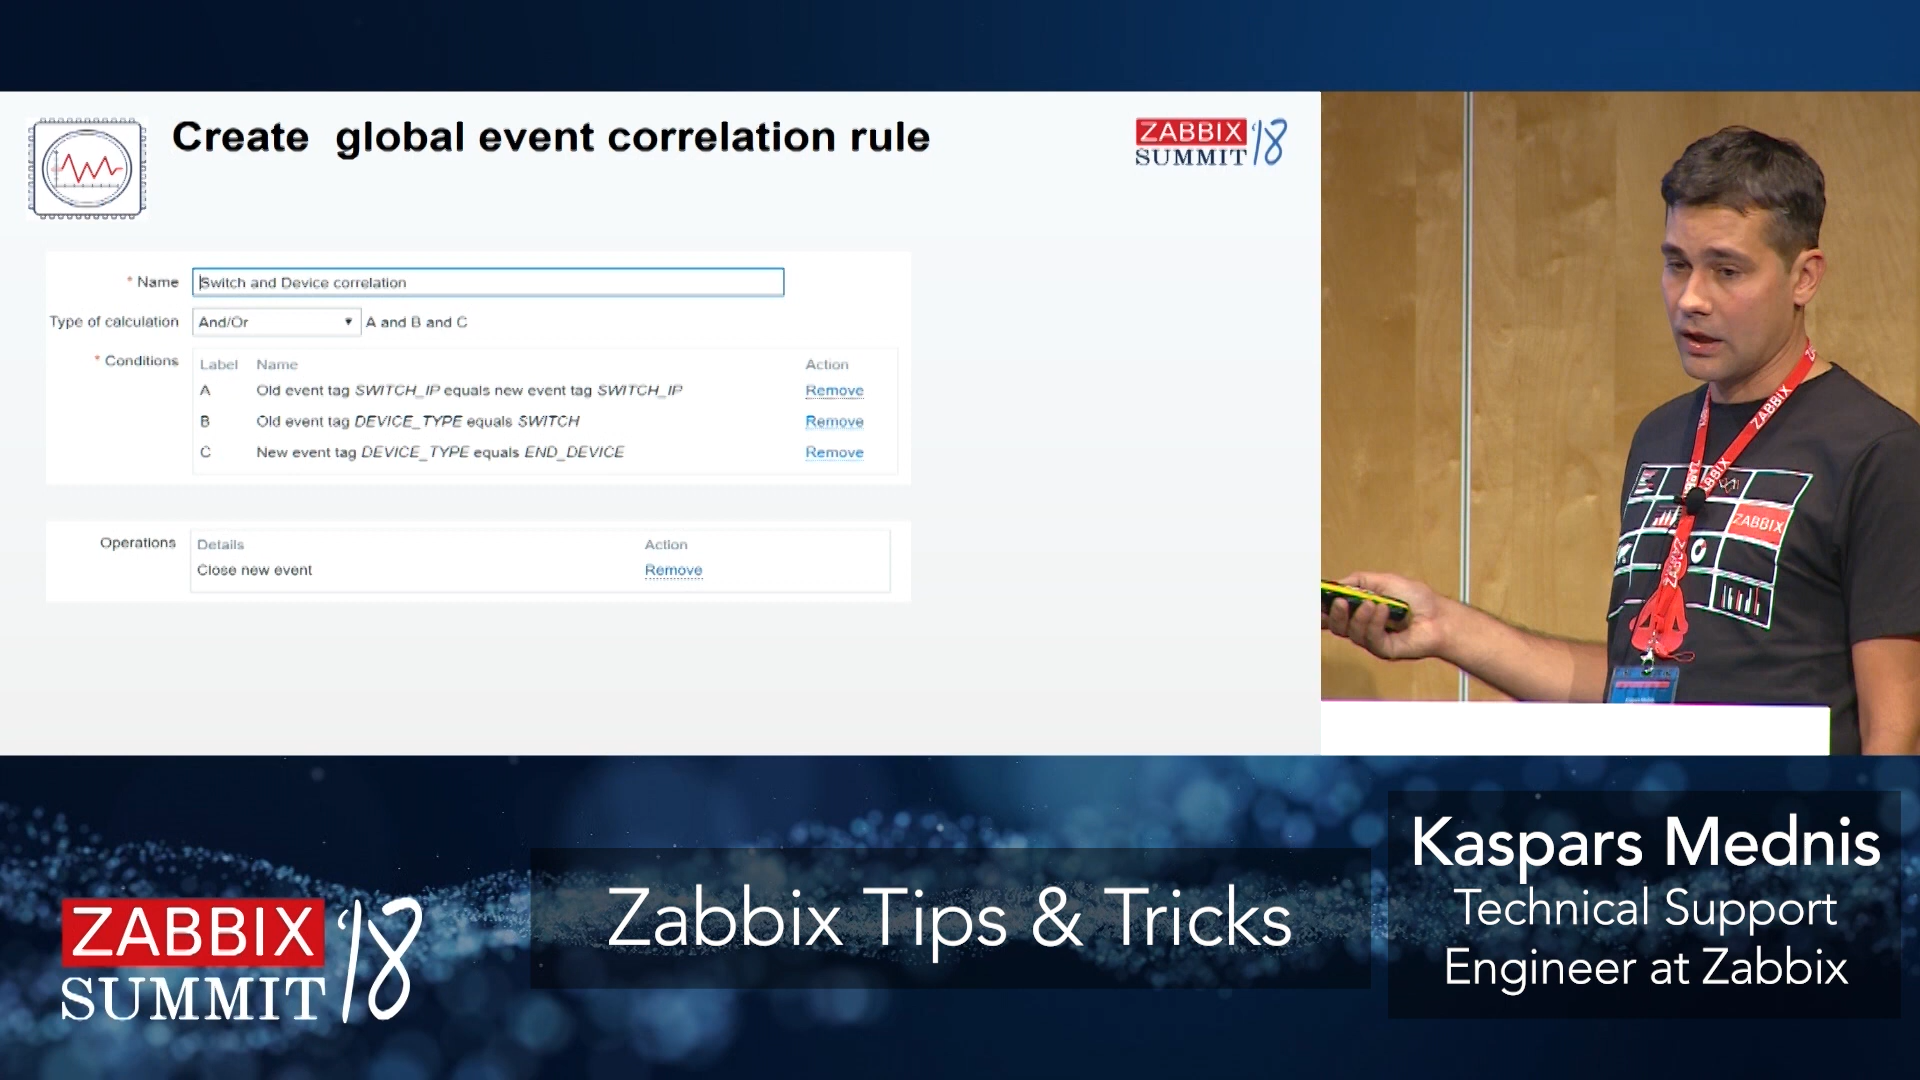 Create global event correlation rule
ZABBIX '18
SUMMIT
* Name Switch and Device correlation
Type of calculation And/Or A and B and C
* Conditions Label Name Action
A Old event tag SWITCH_IP equals new event tag SWITCH_IP Remove
B Old event tag DEVICE_TYPE equals SWITCH Remove
C New event tag DEVICE_TYPE equals END_DEVICE Remove
Operations Details Action
Close new event Remove
ZABBIX
ZABBIX
ZABBIX
ZABBIX '18
SUMMIT
Zabbix Tips & Tricks
Kaspars Mednis
Technical Support
Engineer at Zabbix